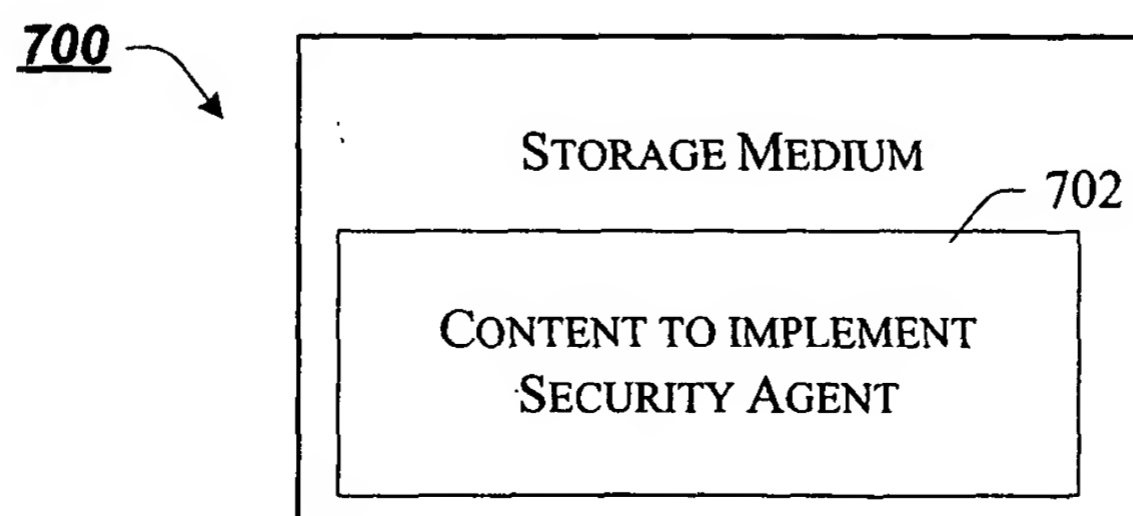 700
STORAGE MEDIUM
702
CONTENT TO IMPLEMENT
SECURITY AGENT